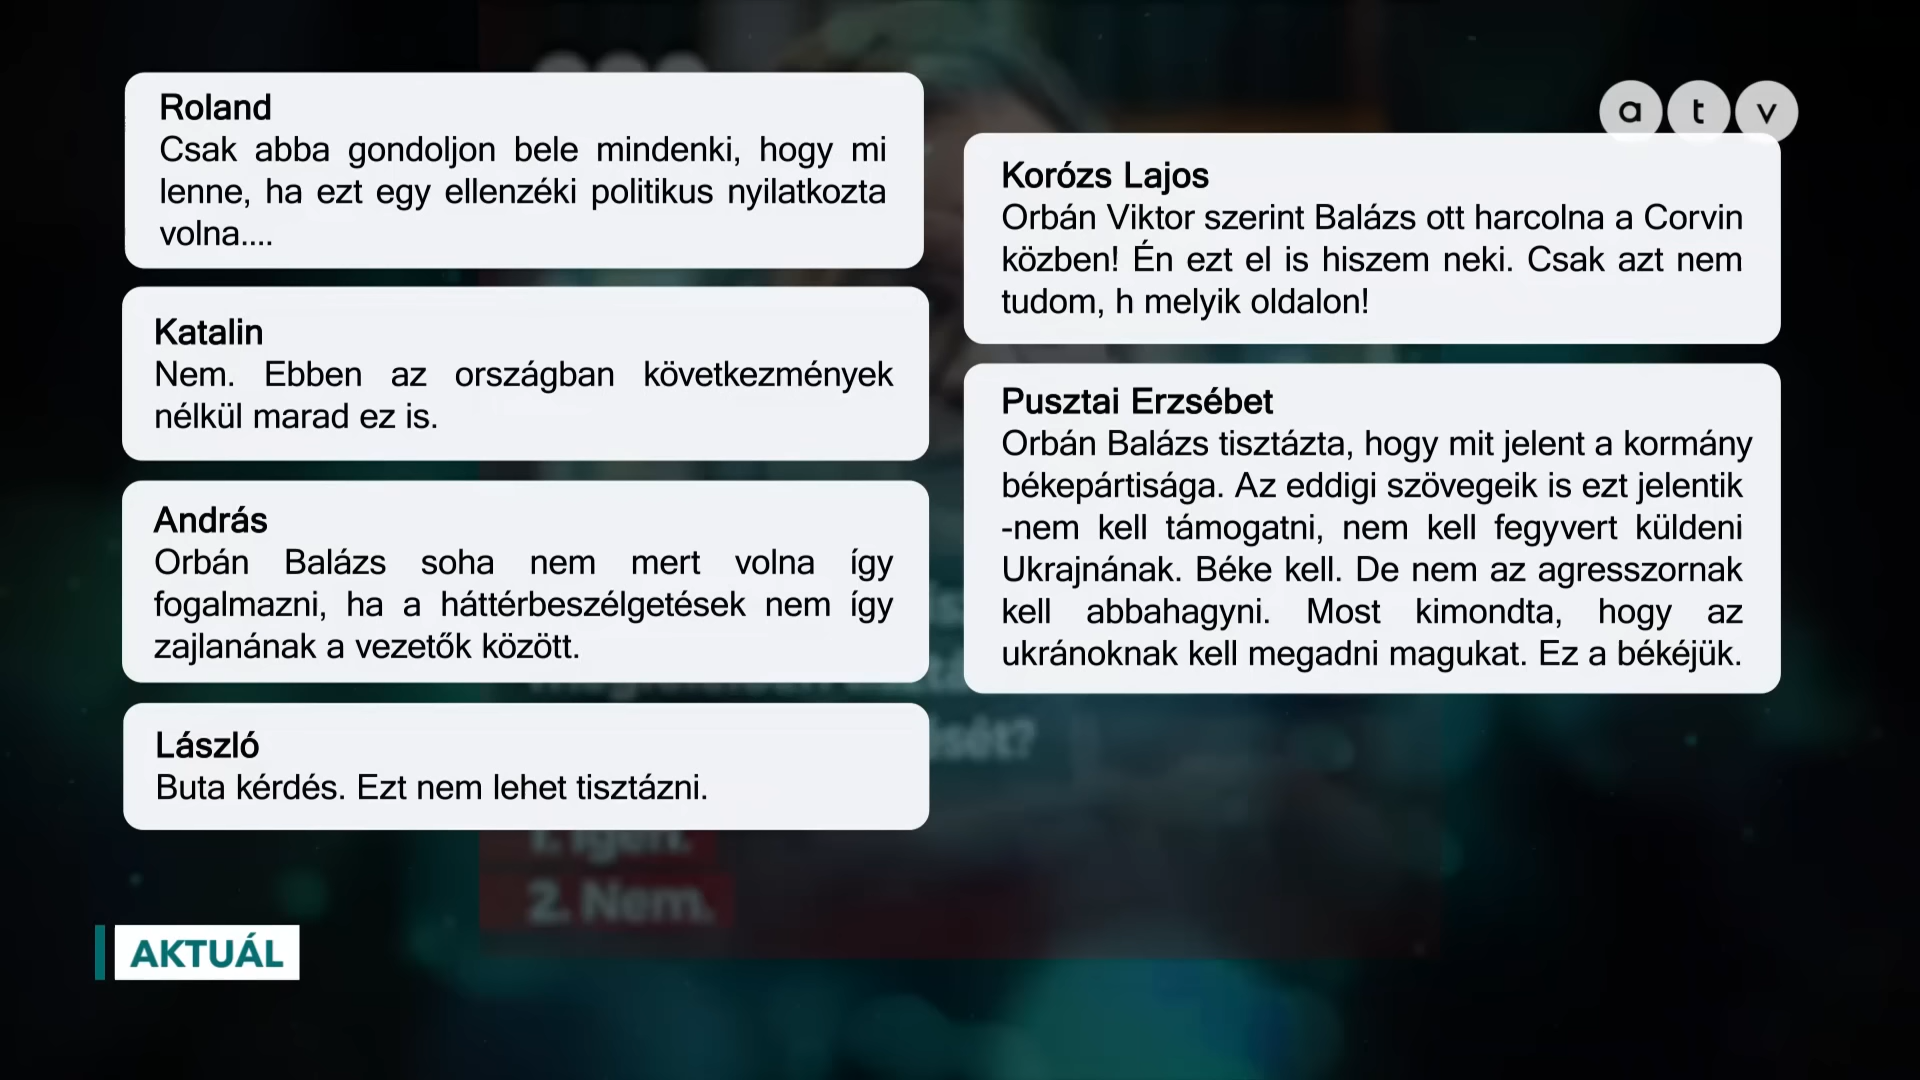 Roland
Csak abba gondoljon bele mindenki, hogy mi
lenne, ha ezt egy ellenzéki politikus nyilatkozta
volna....
Katalin
Nem. Ebben az országban következmények
nélkül marad ez is.
András
Orbán Balázs soha nem mert volna így
fogalmazni, ha a háttérbeszélgetések nem így
zajlanának a vezetők között.
László
Buta kérdés. Ezt nem lehet tisztázni.
a t v
Korózs Lajos
Orbán Viktor szerint Balázs ott harcolna a Corvin
közben! Én ezt el is hiszem neki. Csak azt nem
tudom, h melyik oldalon!
Pusztai Erzsébet
Orbán Balázs tisztázta, hogy mit jelent a kormány
békepártisága. Az eddigi szövegeik is ezt jelentik
-nem kell támogatni, nem kell fegyvert küldeni
Ukrajnának. Béke kell. De nem az agresszornak
kell abbahagyni. Most kimondta, hogy az
ukránoknak kell megadni magukat. Ez a békéjük.
1. Igen.
2. Nem.
AKTUÁL